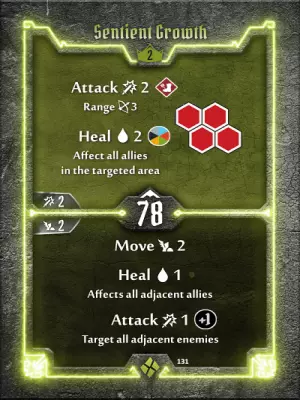 Sentient Growth
2
Attack 2
Range 3
Heal 2
Affect all allies
in the targeted area
2
78
2
Move 2
Heal 1
Affects all adjacent allies
Attack 1 +1
Target all adjacent enemies
131